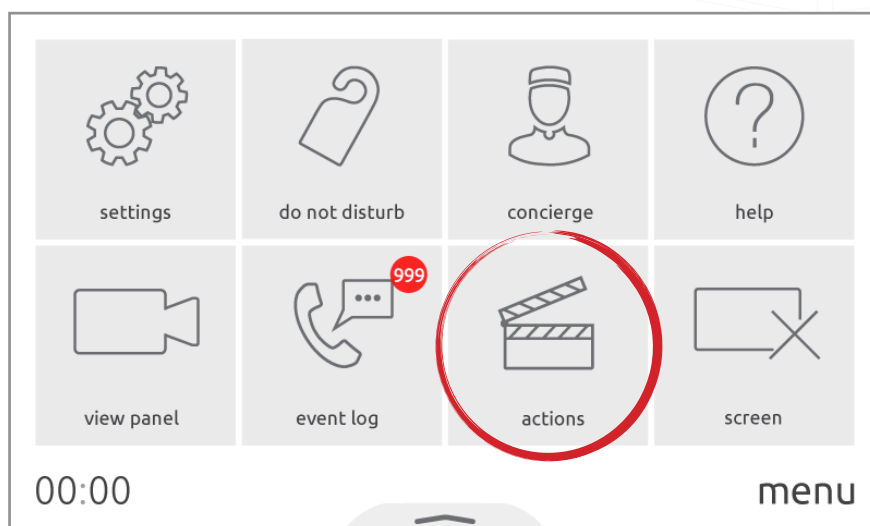 settings do not disturb concierge help
999
view panel event log actions screen
00:00 menu